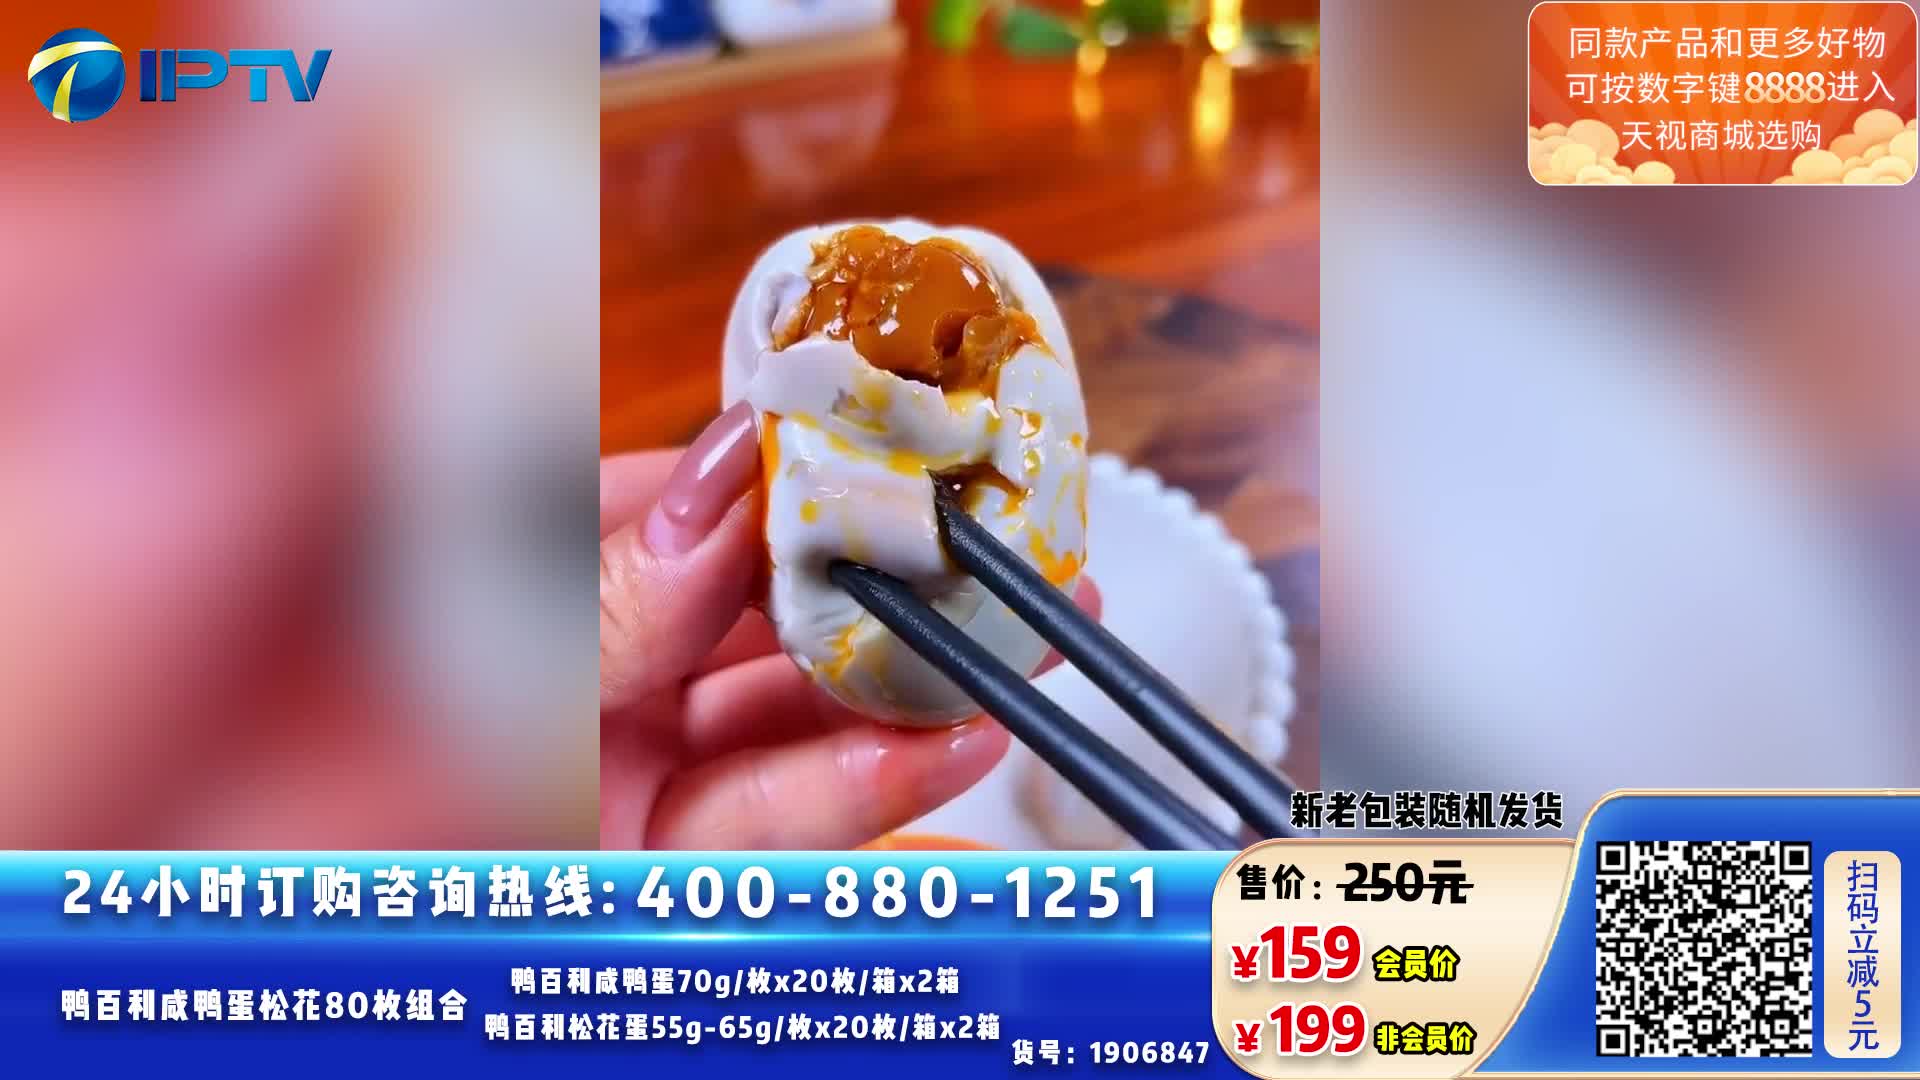 IPTV
同款产品和更多好物
可按数字键8888进入
天视商城选购
新老包装随机发货
24小时订购咨询热线:400-880-1251
售价:250元
¥159会员价
¥199非会员价
鸭百利咸鸭蛋松花80枚组合
鸭百利咸鸭蛋70g/枚x20枚/箱x2箱
鸭百利松花蛋55g-65g/枚x20枚/箱x2箱
货号:1906847
扫码立减5元